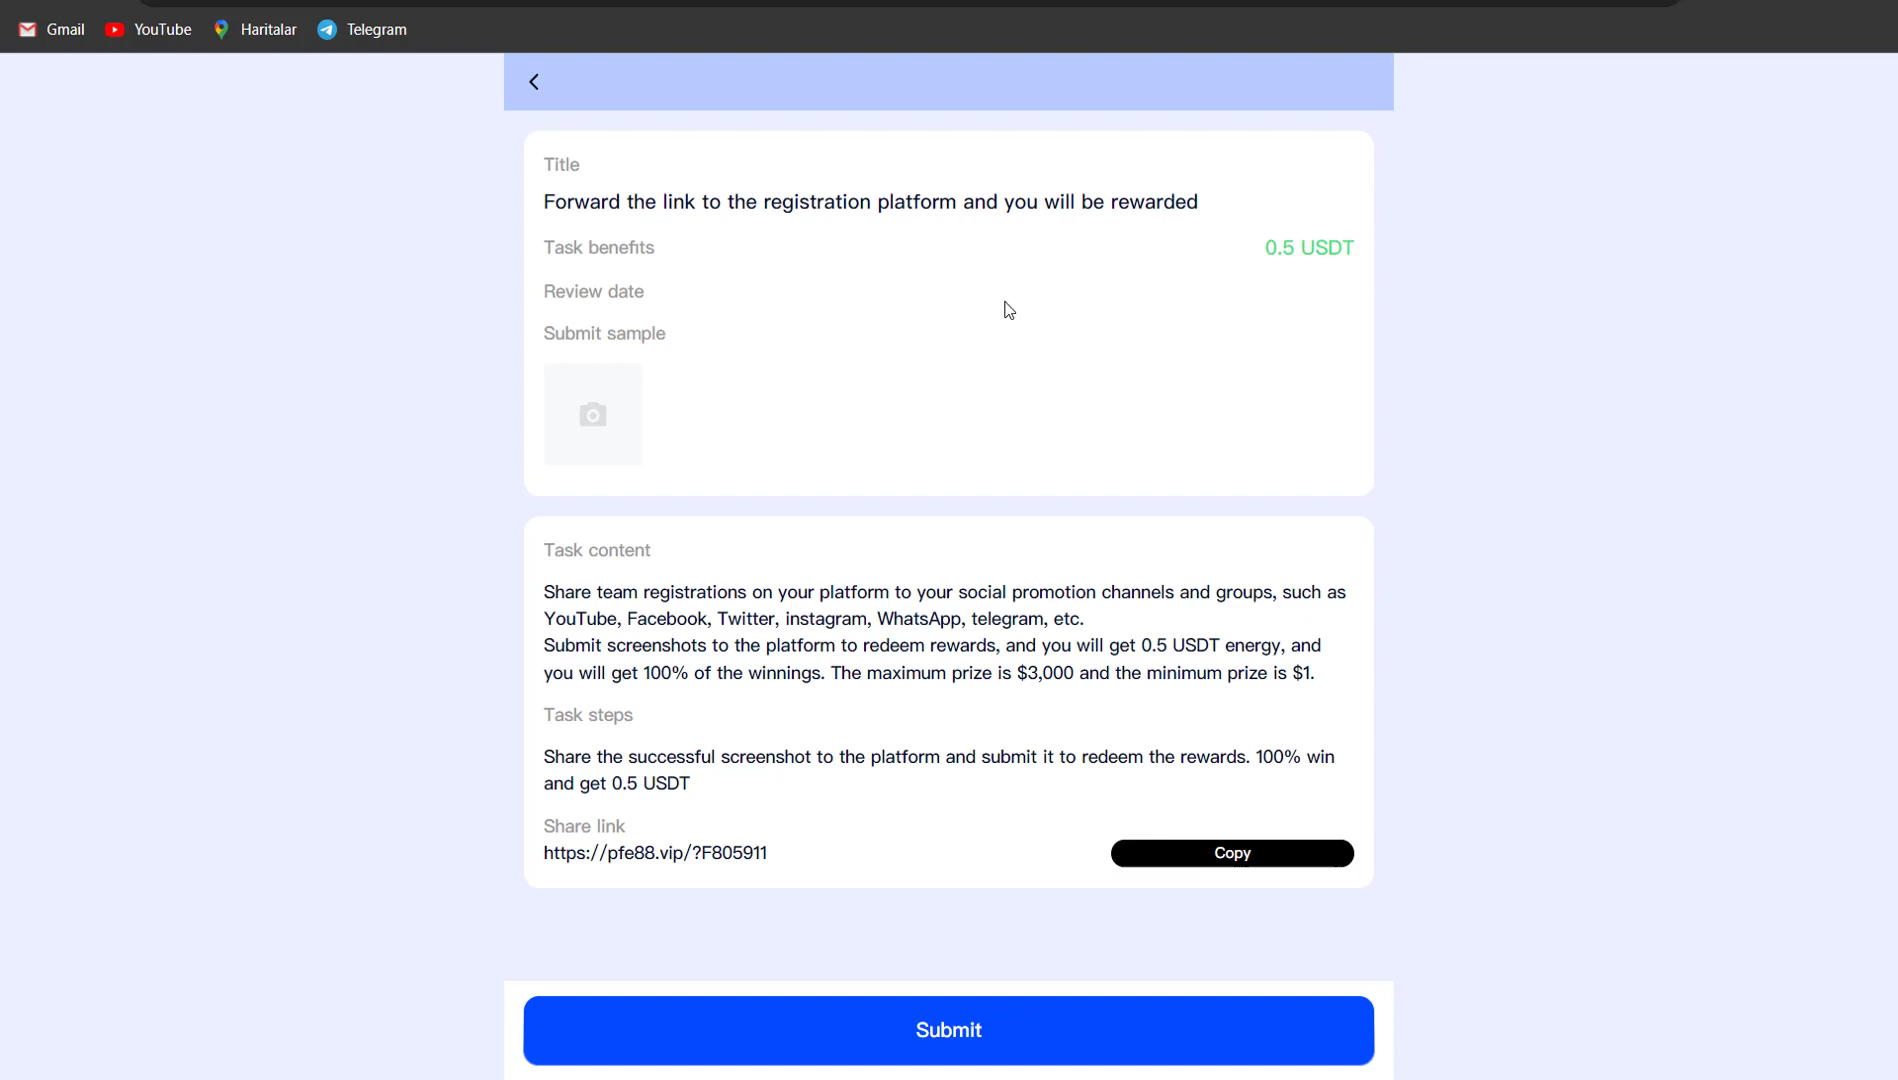 Gmail YouTube Haritalar Telegram
Title
Forward the link to the registration platform and you will be rewarded
Task benefits 0.5 USDT
Review date
Submit sample
Task content
Share team registrations on your platform to your social promotion channels and groups, such as
YouTube, Facebook, Twitter, instagram, WhatsApp, telegram, etc.
Submit screenshots to the platform to redeem rewards, and you will get 0.5 USDT energy, and
you will get 100% of the winnings. The maximum prize is $3,000 and the minimum prize is $1.
Task steps
Share the successful screenshot to the platform and submit it to redeem the rewards. 100% win
and get 0.5 USDT
Share link
https://pfe88.vip/?F805911 Copy
Submit